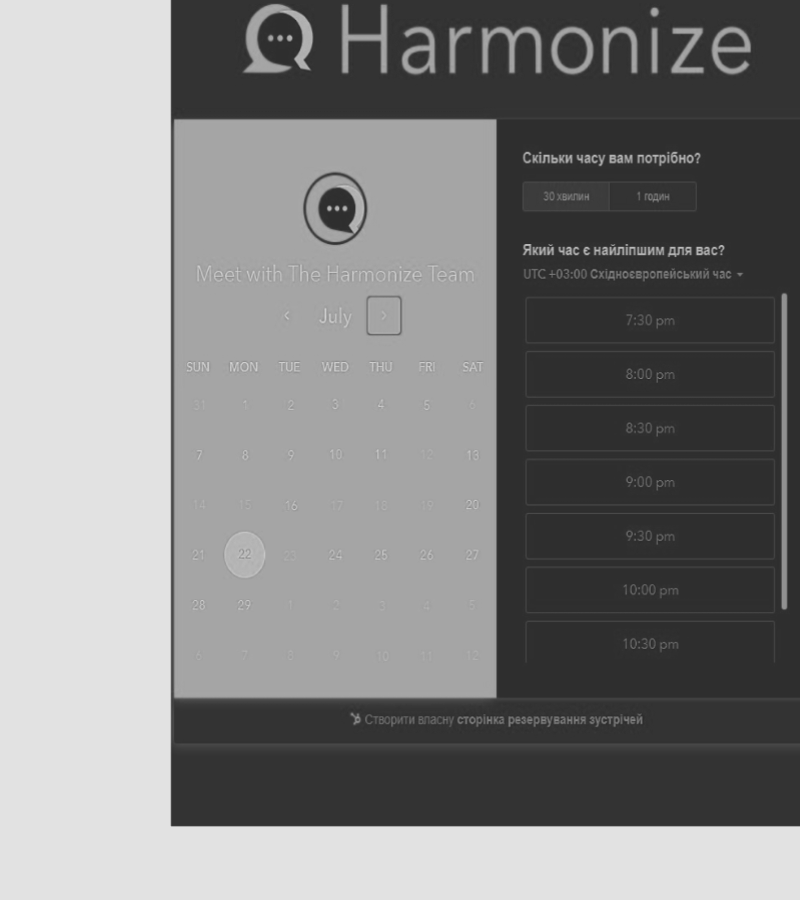 Harmonize
Meet with The Harmonize Team
July
SUN MON TUE WED THU FRI SAT
31 1 2 3 4 5 6
7 8 9 10 11 12 13
14 15 16 17 18 19 20
21 22 23 24 25 26 27
28 29 1 2 3 4 5
6 7 8 9 10 11 12
Скільки часу вам потрібно?
30 хвилин 1 годин
Який час є найліпшим для вас?
UTC +03:00 Східноєвропейський час
7:30 pm
8:00 pm
8:30 pm
9:00 pm
9:30 pm
10:00 pm
10:30 pm
Створити власну сторінка резервування зустрічей